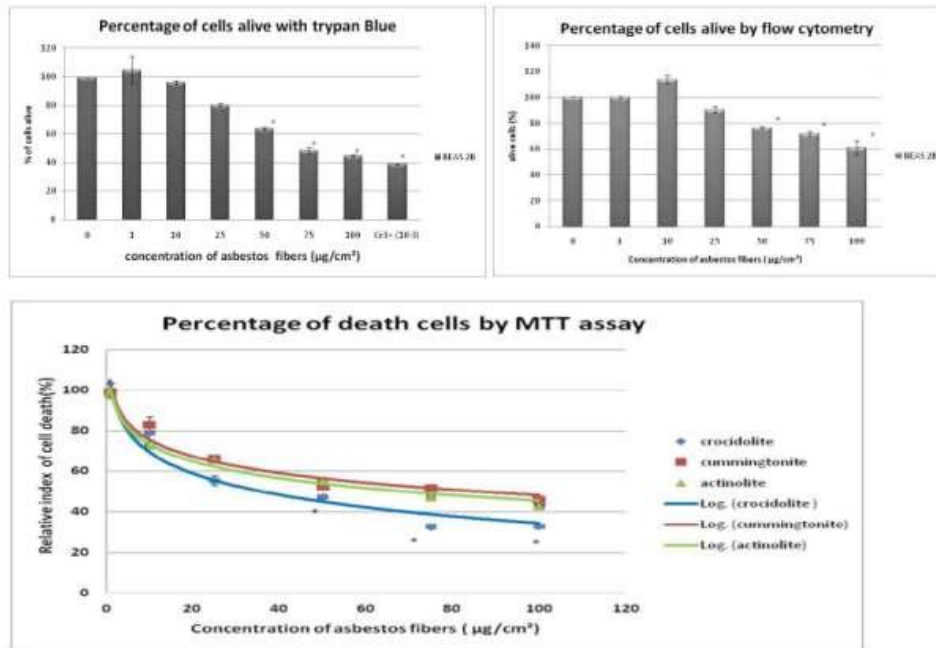 Percentage of cells alive with trypan Blue
% of cells alive
120
100
80
60
40
20
0
0 1 10 25 50 75 100
concentration of asbestos fibers (µg/cm²)
BEAS 2B
Percentage of cells alive by flow cytometry
alive cells (%)
140
120
100
80
60
40
20
0
0 1 10 25 50 75 100
Concentration of asbestos fibers ( µg/cm²)
BEAS 2B
Percentage of death cells by MTT assay
Relative index of cell death(%)
120
100
80
60
40
20
0
0 20 40 60 80 100 120
Concentration of asbestos fibers ( µg/cm²)
crocidolite
cummingtonite
actinolite
Log. (crocidolite )
Log. (cummingtonite)
Log. (actinolite)